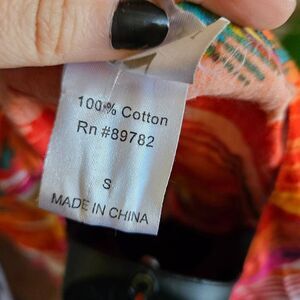 100% Cotton
Rn #89782
S
MADE IN CHINA